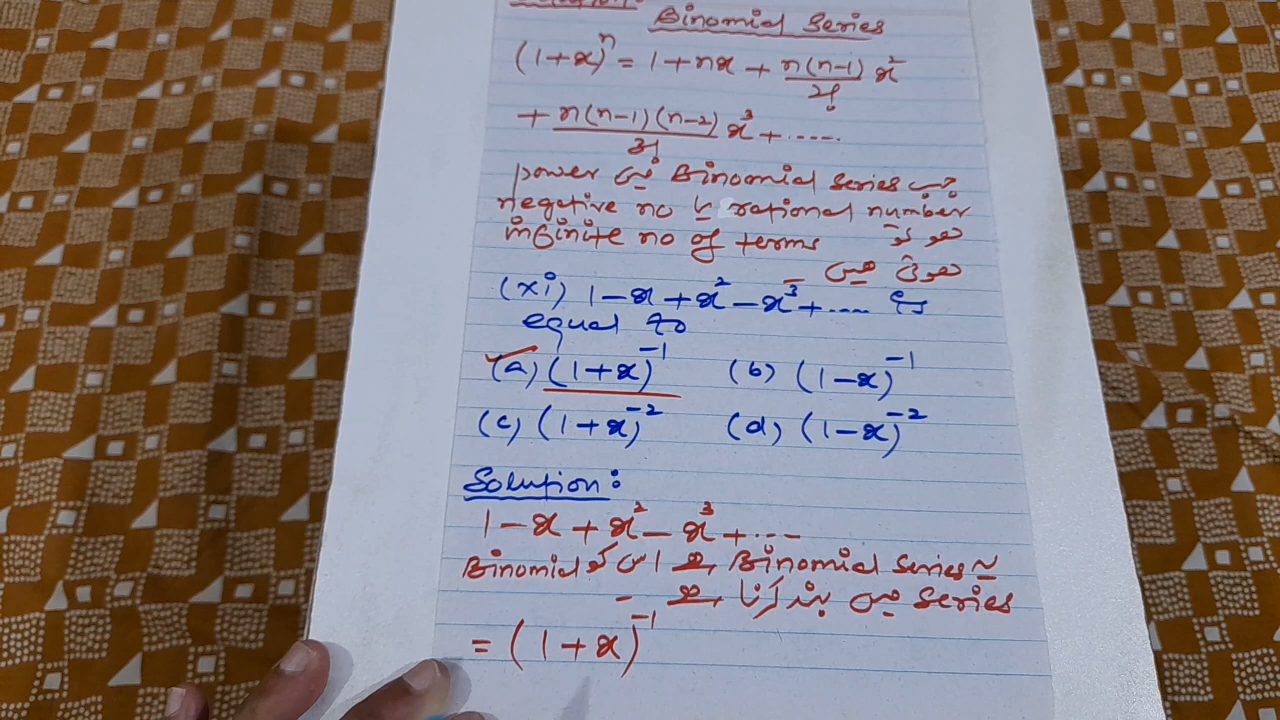 Binomial Series
(1+x)^n = 1 + nx + n(n-1)/2! x^2
+ n(n-1)(n-2)/3! x^3 + .....
جب Binomial Series میں power
negative no یا rational number
ہو تو infinite no of terms
ہوتی ہیں -
(xi) 1 - x + x^2 - x^3 + .... is
equal to
(a) (1+x)^-1 (b) (1-x)^-1
(c) (1+x)^-2 (d) (1-x)^-2
Solution:
1 - x + x^2 - x^3 + ....
یہ Binomial Series ہے اس کو Binomial
Series میں بند کرنا ہے -
= (1+x)^-1